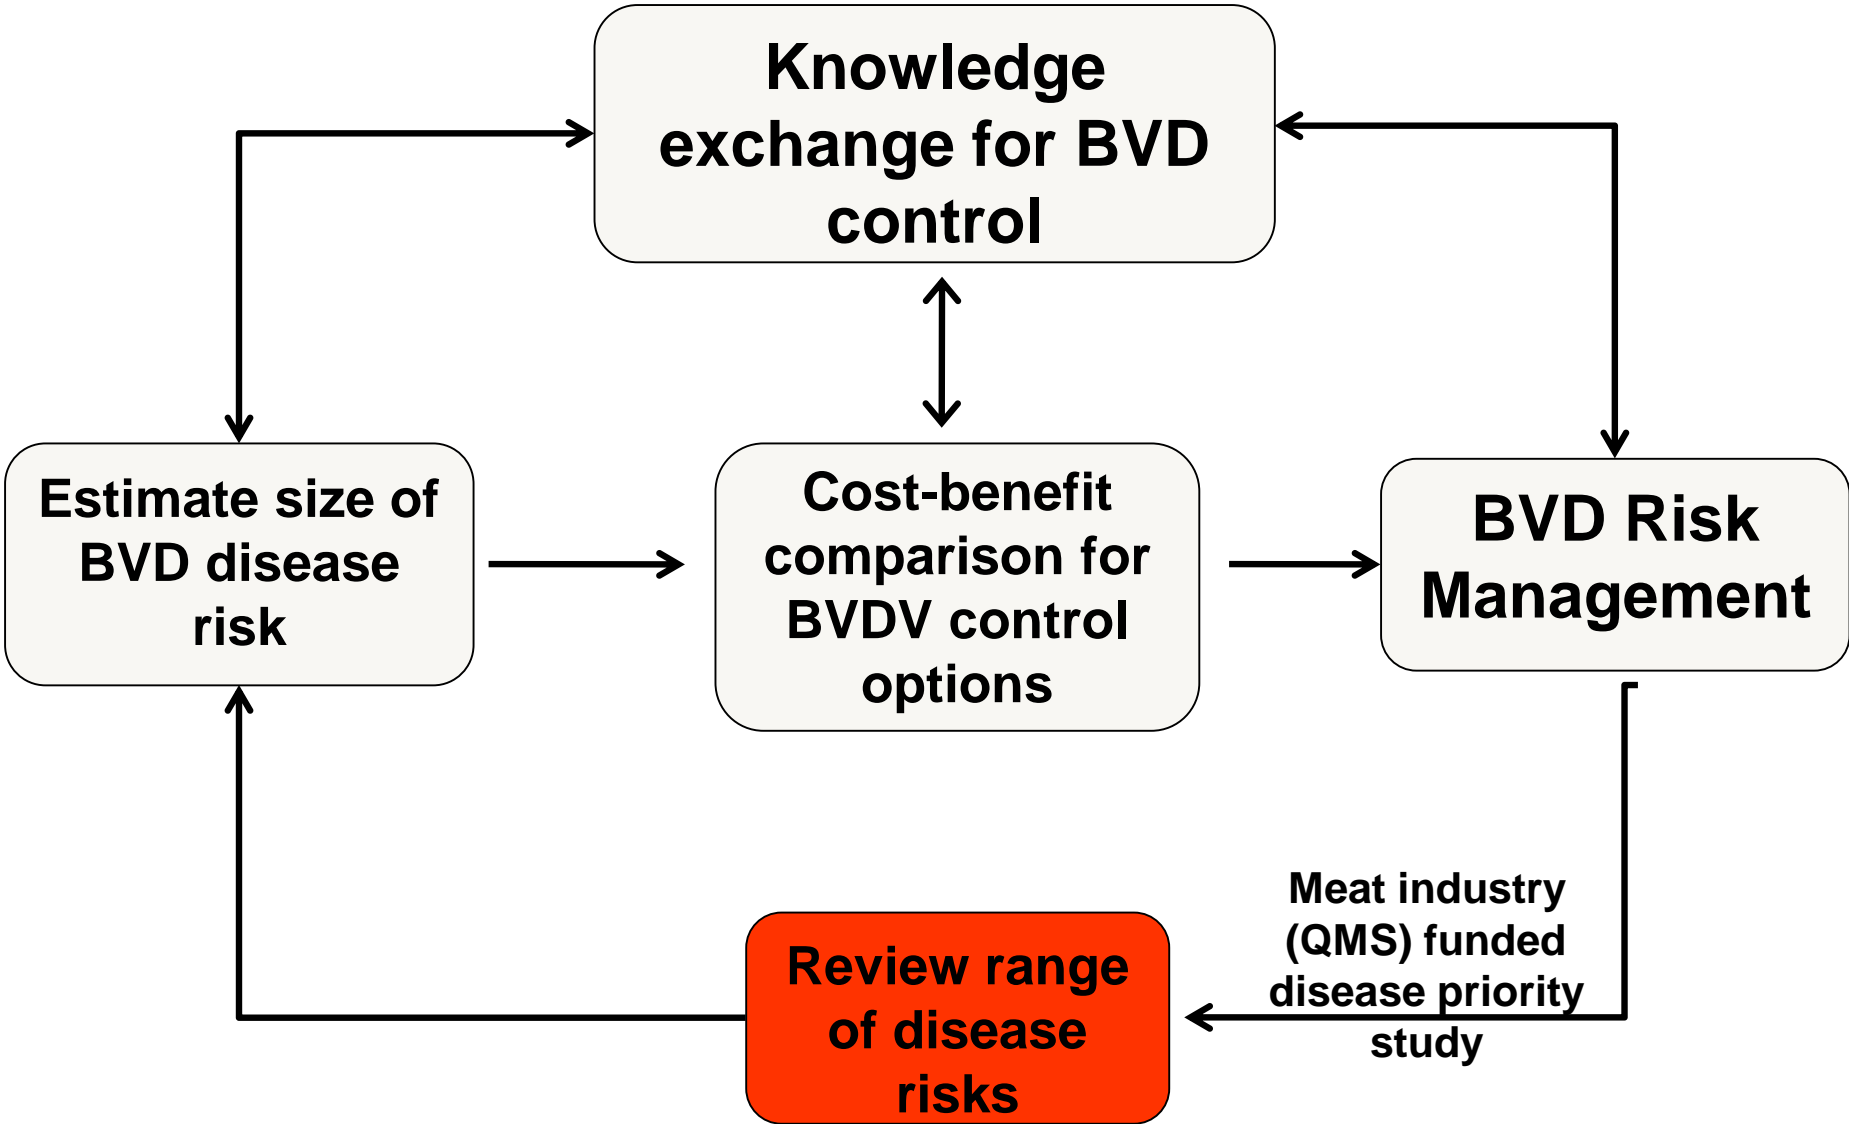 Knowledge
exchange for BVD
control
Estimate size of
BVD disease
risk
Cost-benefit
comparison for
BVDV control
options
BVD Risk
Management
Meat industry
(QMS) funded
disease priority
study
Review range
of disease
risks